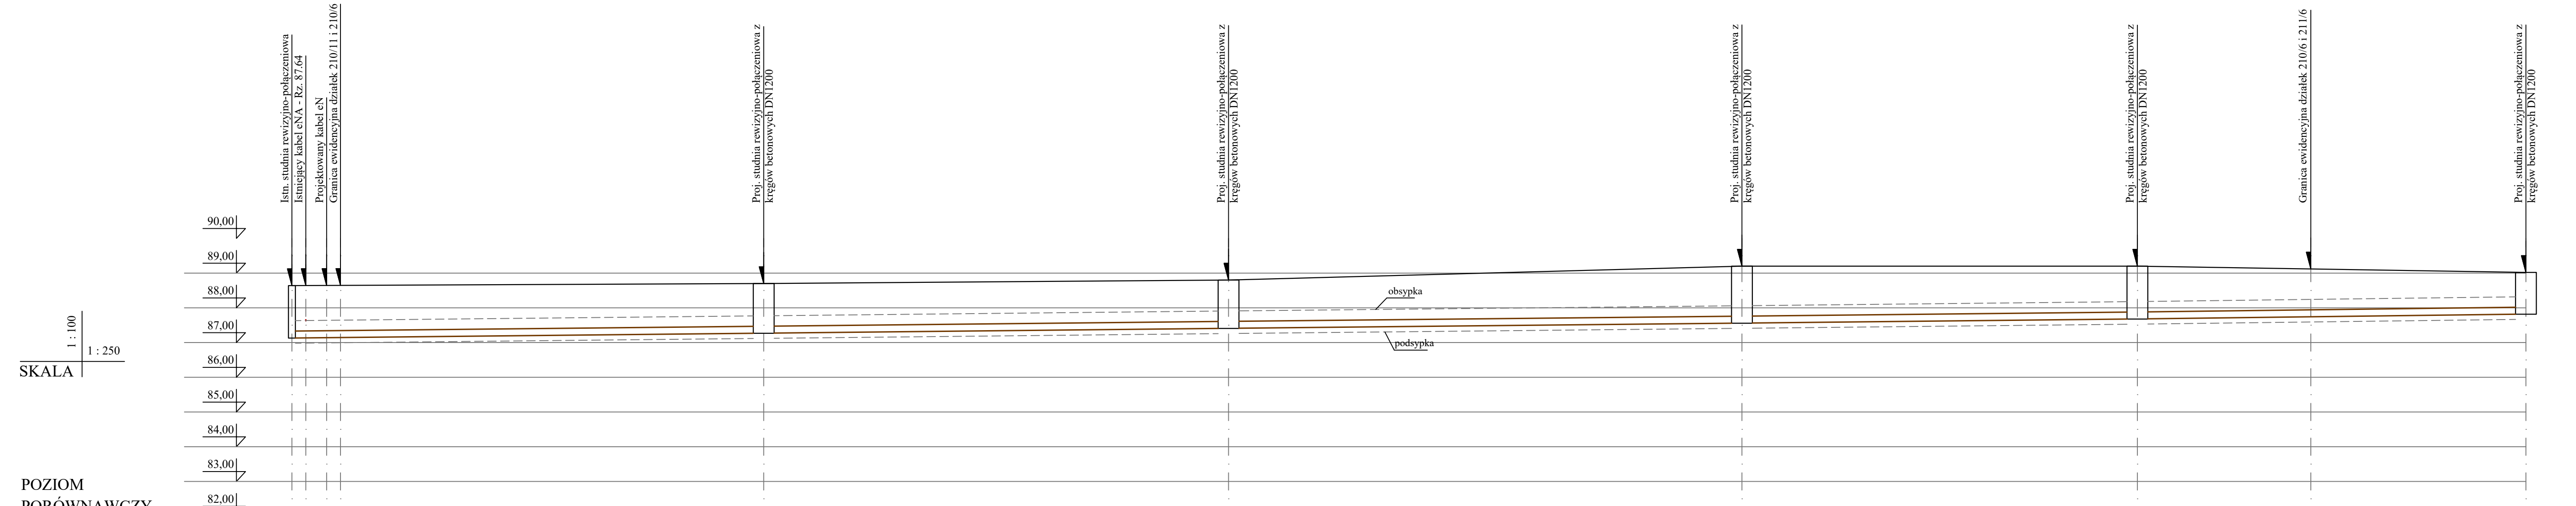 Istn. studnia rewizyjno-połączeniowa
Istniejący kabel eNA - Rz. 87.64
Projektowany kabel eN
Granica ewidencyjna działek 210/11 i 210/6
Proj. studnia rewizyjno-połączeniowa z
kręgów betonowych DN1200
Proj. studnia rewizyjno-połączeniowa z
kręgów betonowych DN1200
Proj. studnia rewizyjno-połączeniowa z
kręgów betonowych DN1200
Proj. studnia rewizyjno-połączeniowa z
kręgów betonowych DN1200
Granica ewidencyjna działek 210/6 i 211/6
Proj. studnia rewizyjno-połączeniowa z
kręgów betonowych DN1200
90,00
89,00
88,00
obsypka
87,00
podsypka
1 : 100
1 : 250
SKALA
86,00
85,00
84,00
83,00
82,00
POZIOM
PORÓWNAWCZY